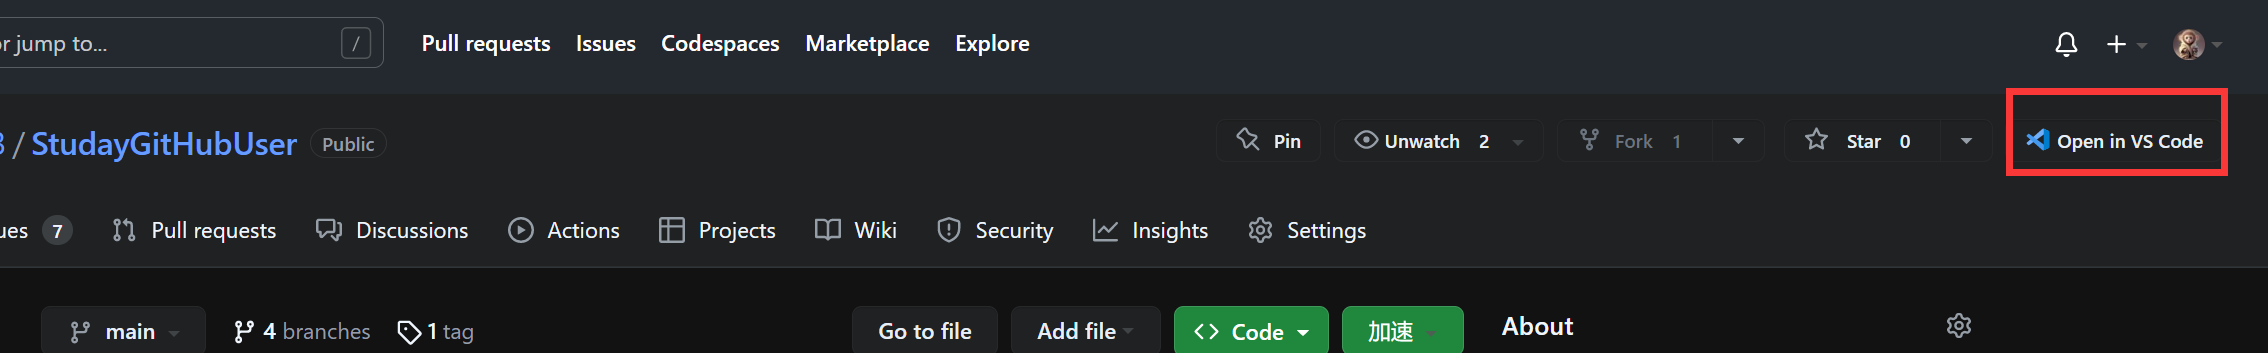 or jump to... /
Pull requests Issues Codespaces Marketplace Explore
/ StudayGitHubUser Public
Pin Unwatch 2 Fork 1 Star 0 Open in VS Code
ues 7 Pull requests Discussions Actions Projects Wiki Security Insights Settings
main 4 branches 1 tag Go to file Add file Code 加速 About